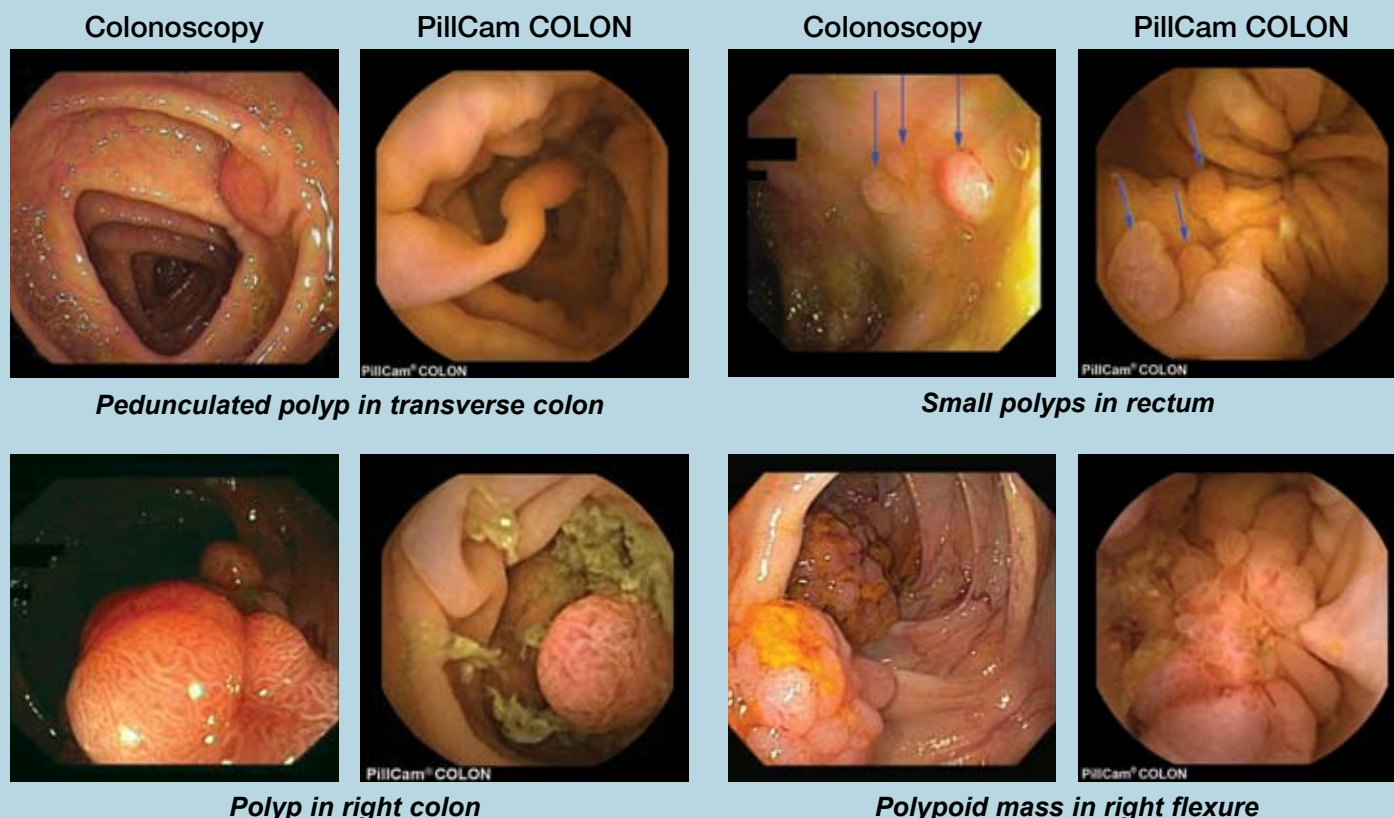 Colonoscopy PillCam COLON Colonoscopy PillCam COLON
PillCam® COLON PillCam® COLON
Pedunculated polyp in transverse colon Small polyps in rectum
PillCam® COLON PillCam® COLON
Polyp in right colon Polypoid mass in right flexure